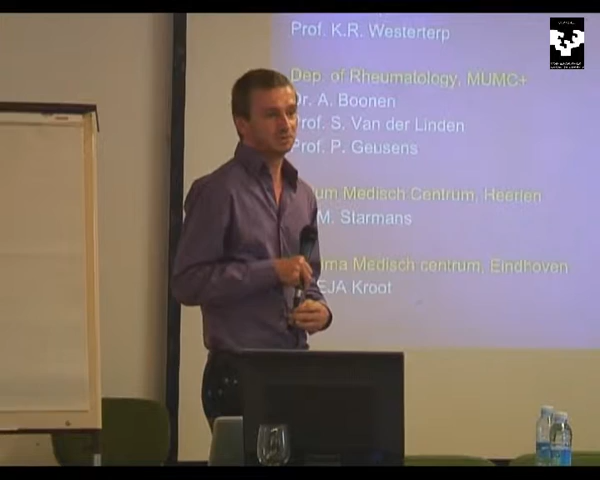 Prof. K.R. Westerterp
Dep. of Rheumatology, MUMC+
Dr. A. Boonen
Prof. S. Van der Linden
Prof. P. Geusens
Medisch Centrum, Heerlen
M. Starmans
Medisch centrum, Eindhoven
EJA Kroot